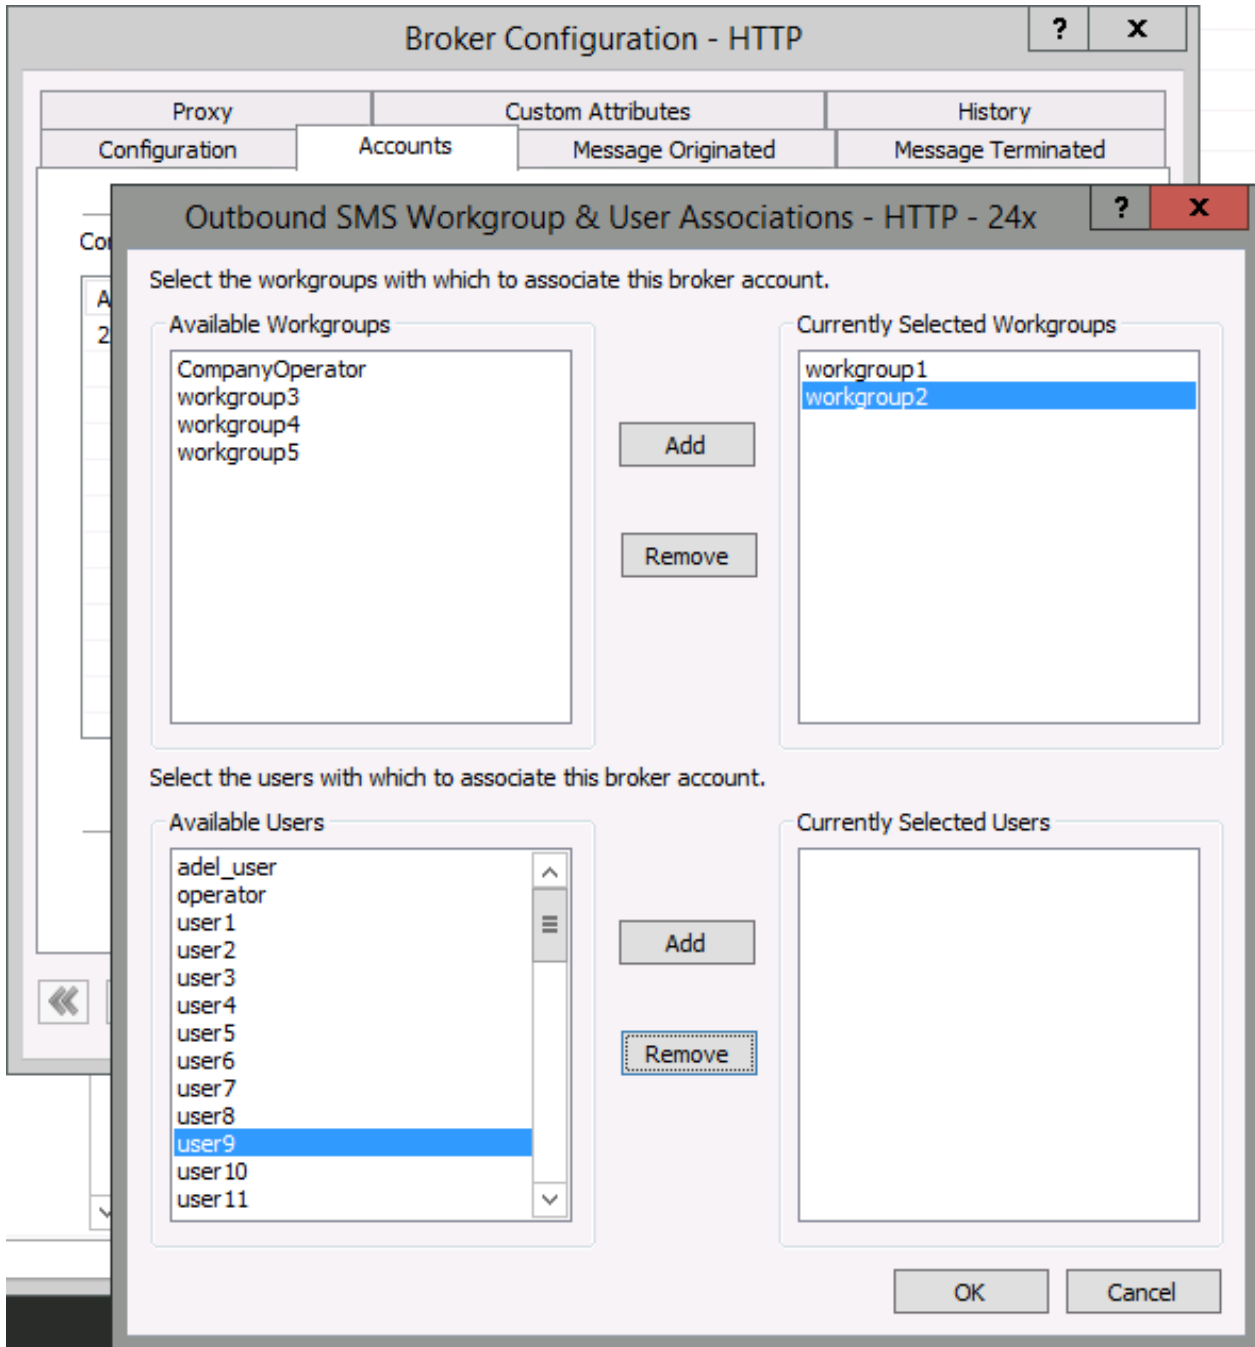 Broker Configuration - HTTP
? x
Proxy
Custom Attributes
History
Configuration
Accounts
Message Originated
Message Terminated
Outbound SMS Workgroup & User Associations - HTTP - 24x
? x
Select the workgroups with which to associate this broker account.
Available Workgroups
CompanyOperator
workgroup3
workgroup4
workgroup5
Add
Remove
Currently Selected Workgroups
workgroup1
workgroup2
Select the users with which to associate this broker account.
Available Users
adel_user
operator
user1
user2
user3
user4
user5
user6
user7
user8
user9
user10
user11
Add
Remove
Currently Selected Users
OK
Cancel